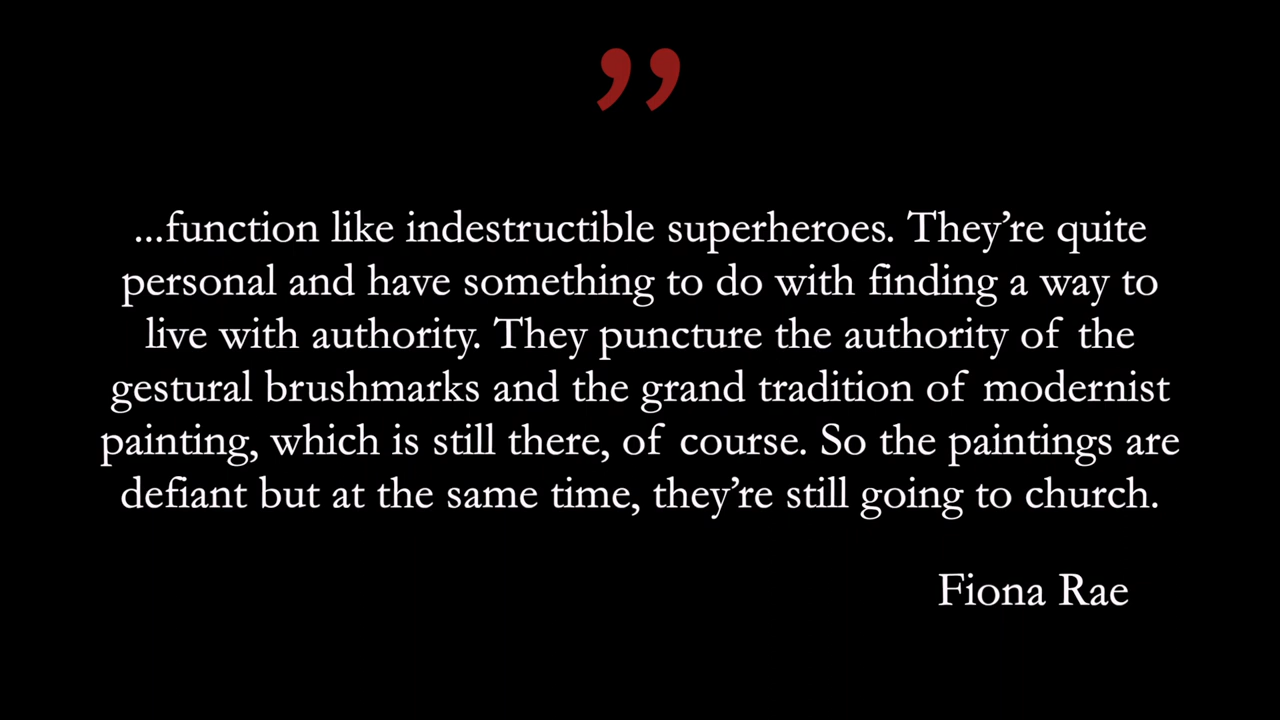 ”
...function like indestructible superheroes. They’re quite
personal and have something to do with finding a way to
live with authority. They puncture the authority of the
gestural brushmarks and the grand tradition of modernist
painting, which is still there, of course. So the paintings are
defiant but at the same time, they’re still going to church.
Fiona Rae